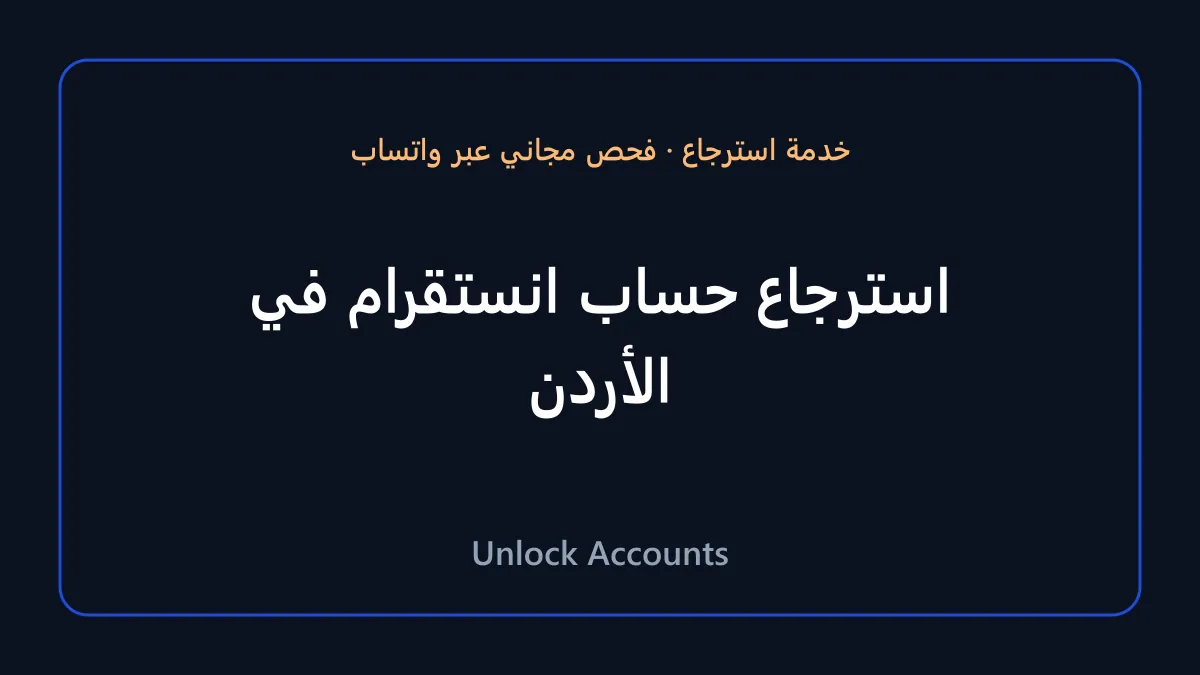 خدمة استرجاع · فحص مجاني عبر واتساب
استرجاع حساب انستقرام في
الأردن
Unlock Accounts